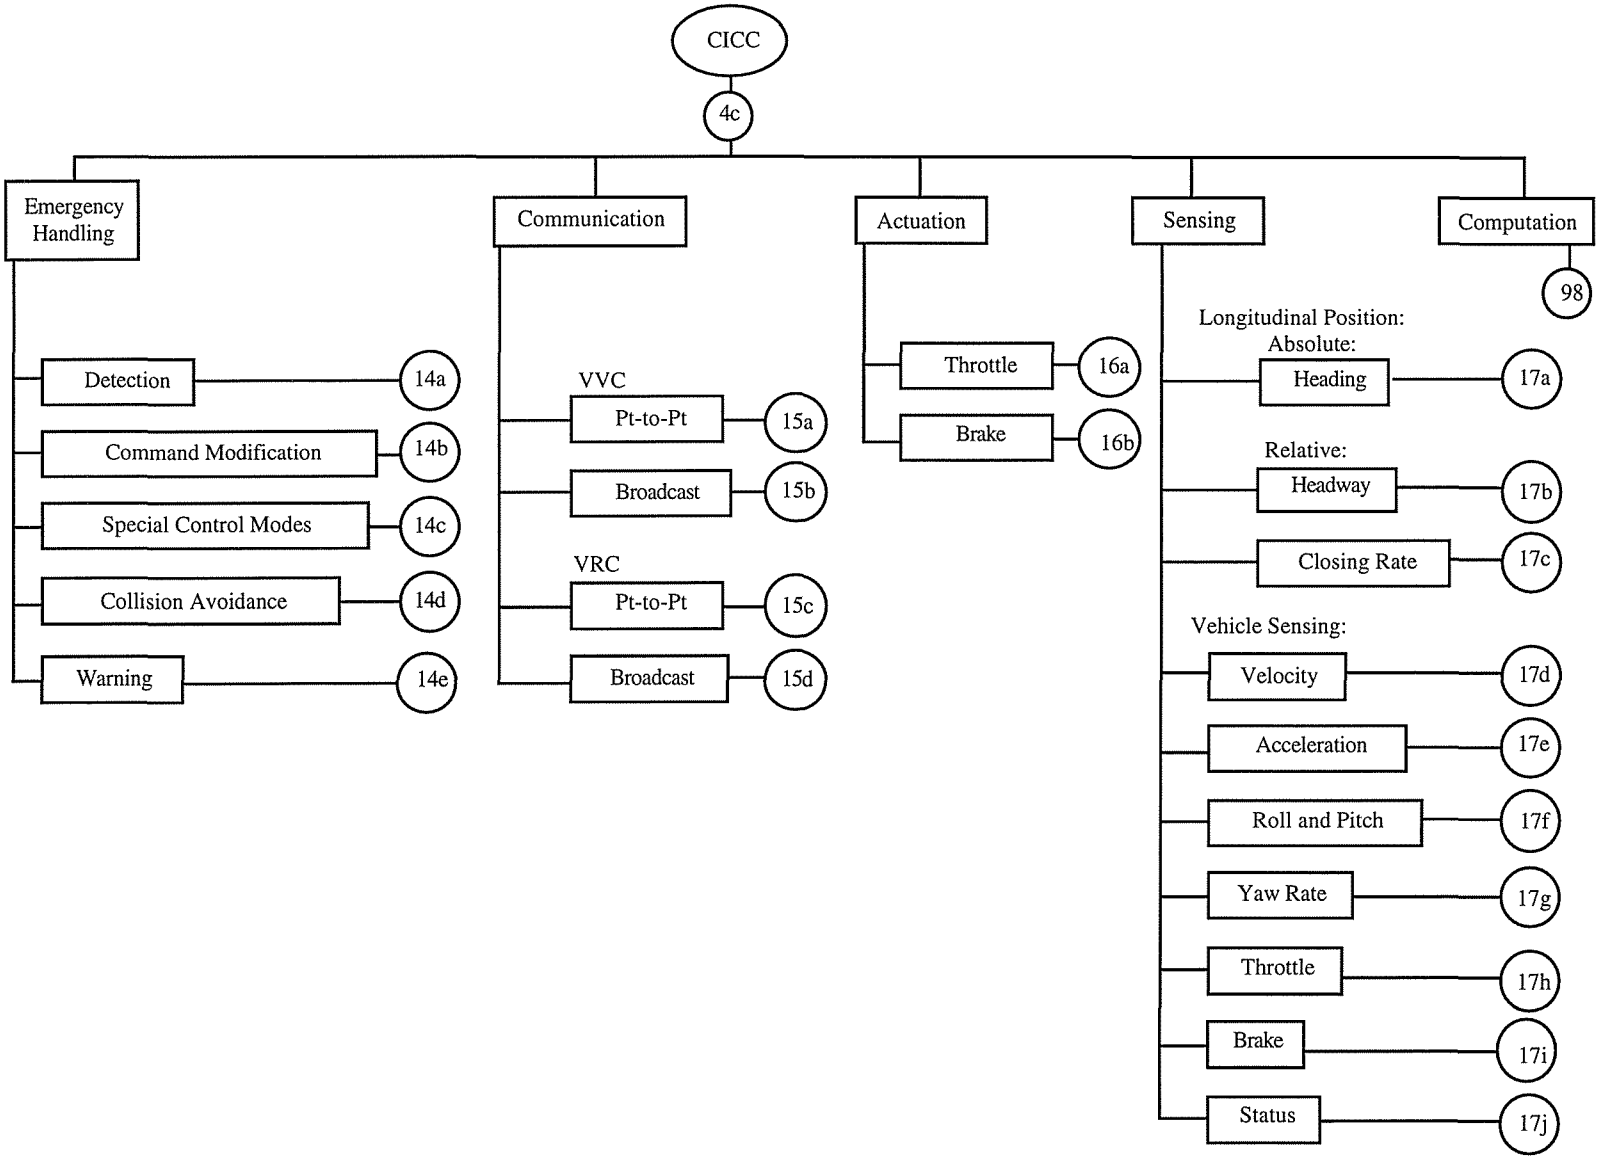 CICC
4c
Emergency
Handling
Communication
Actuation
Sensing
Computation
98
Detection
14a
Command Modification
14b
Special Control Modes
14c
Collision Avoidance
14d
Warning
14e
VVC
Pt-to-Pt
15a
Broadcast
15b
VRC
Pt-to-Pt
15c
Broadcast
15d
Throttle
16a
Brake
16b
Longitudinal Position:
Absolute:
Heading
17a
Relative:
Headway
17b
Closing Rate
17c
Vehicle Sensing:
Velocity
17d
Acceleration
17e
Roll and Pitch
17f
Yaw Rate
17g
Throttle
17h
Brake
17i
Status
17j